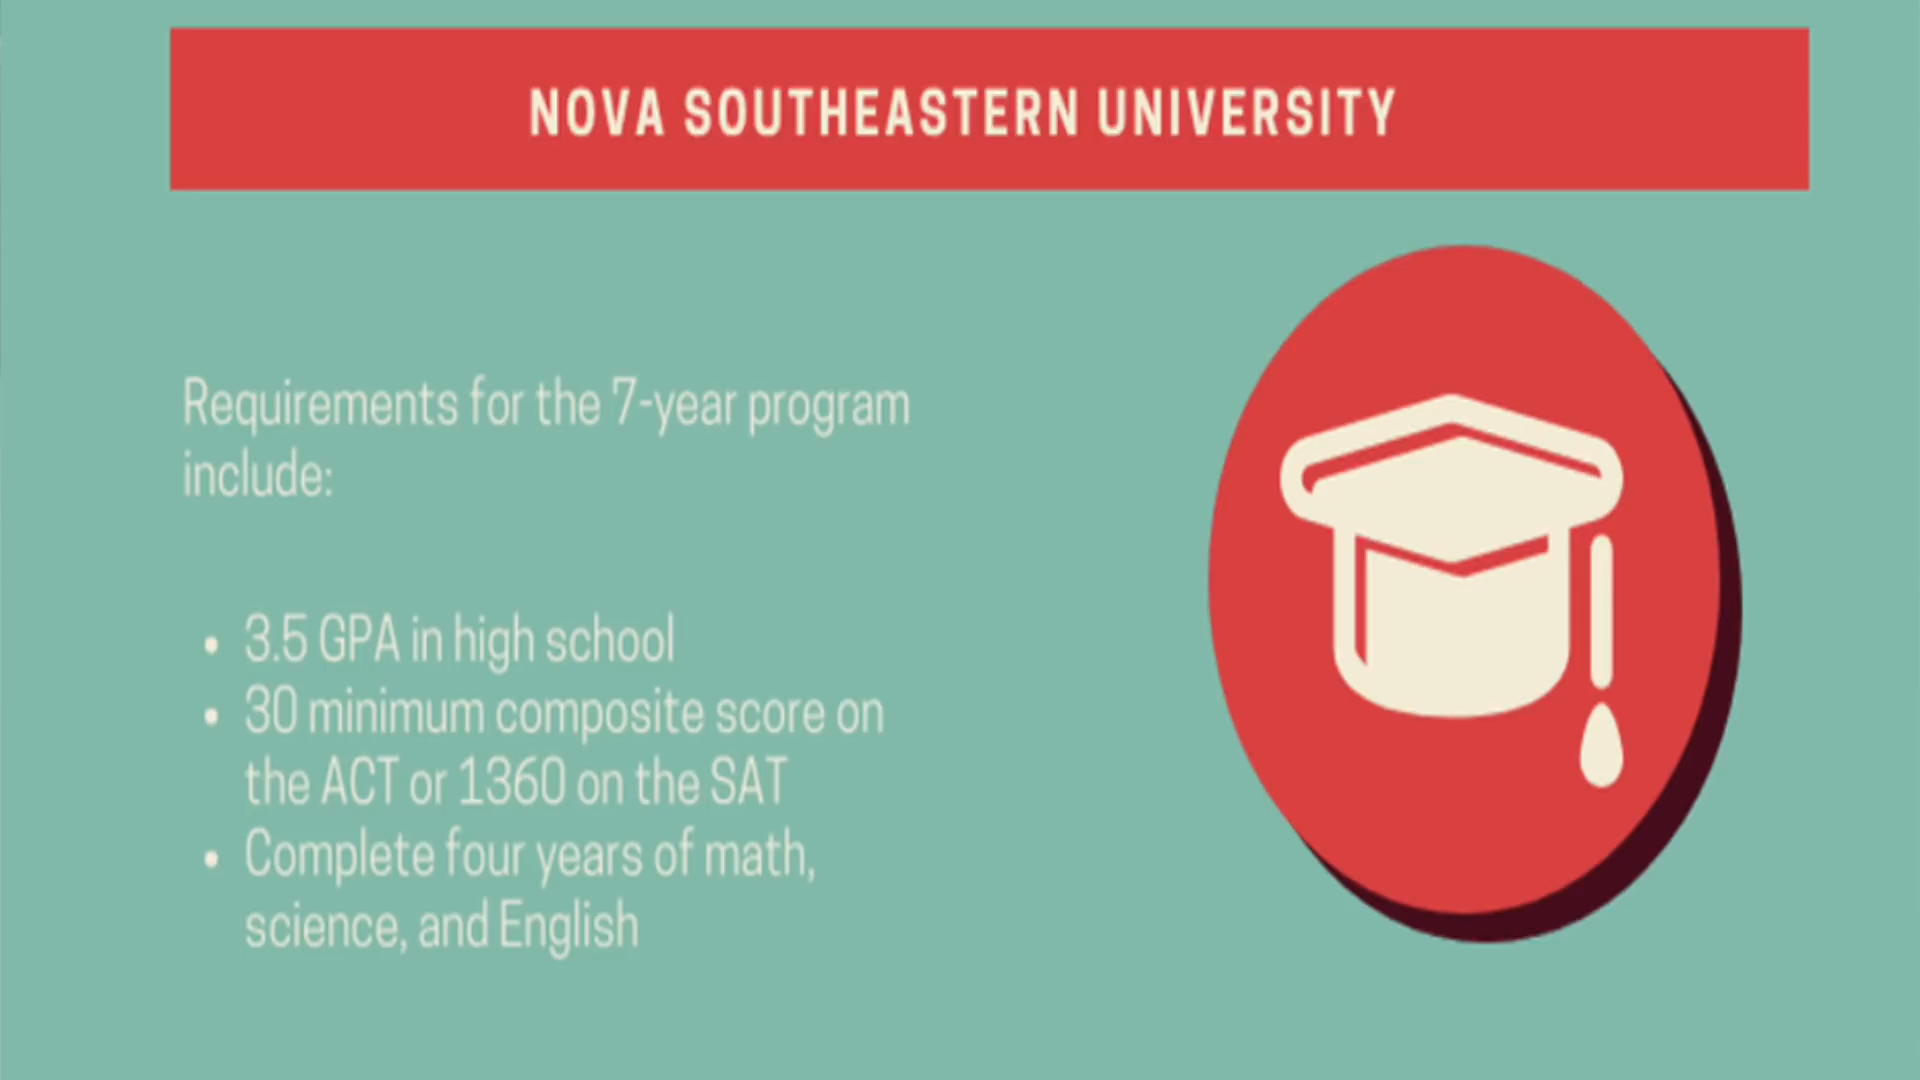 NOVA SOUTHEASTERN UNIVERSITY
Requirements for the 7-year program
include:
• 3.5 GPA in high school
• 30 minimum composite score on
the ACT or 1360 on the SAT
• Complete four years of math,
science, and English